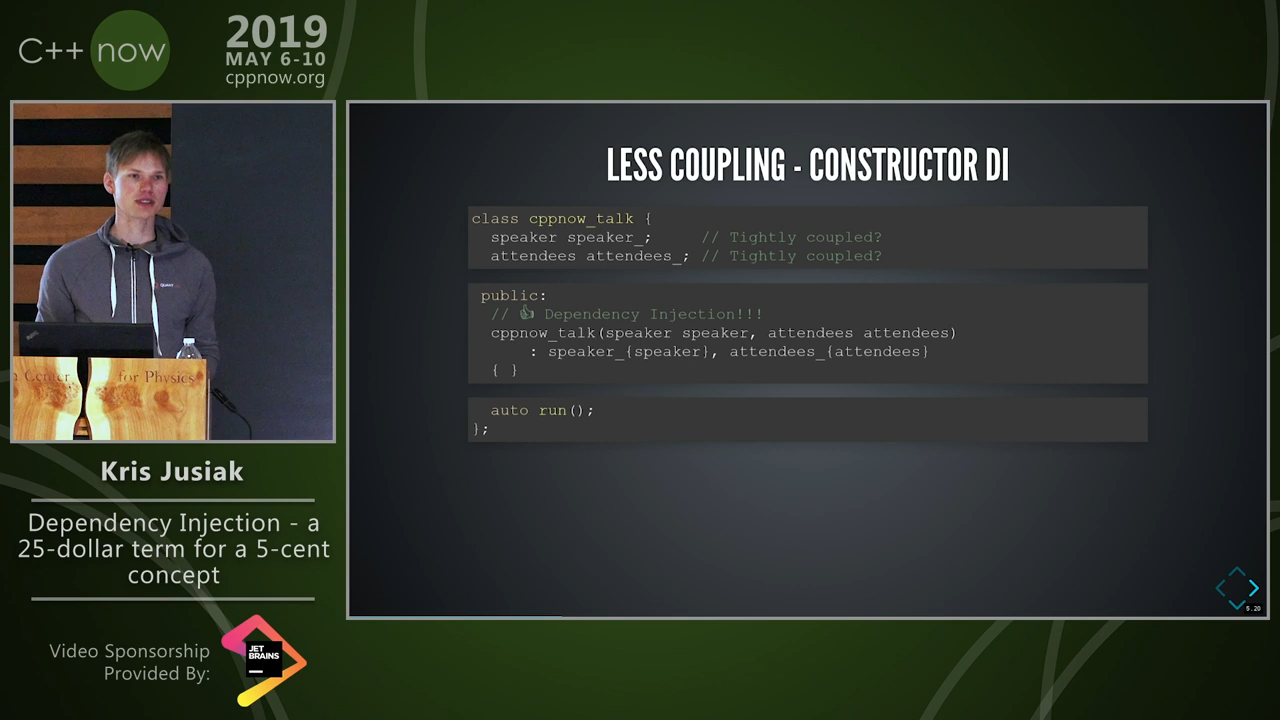 C++ now
2019
MAY 6-10
cppnow.org
LESS COUPLING - CONSTRUCTOR DI
class cppnow_talk {
speaker speaker_; // Tightly coupled?
attendees attendees_; // Tightly coupled?
public:
// 👍 Dependency Injection!!!
cppnow_talk(speaker speaker, attendees attendees)
: speaker_{speaker}, attendees_{attendees}
{ }
auto run();
};
5.20
Center for Physics
Kris Jusiak
Dependency Injection - a
25-dollar term for a 5-cent
concept
Video Sponsorship
Provided By:
JET
BRAINS